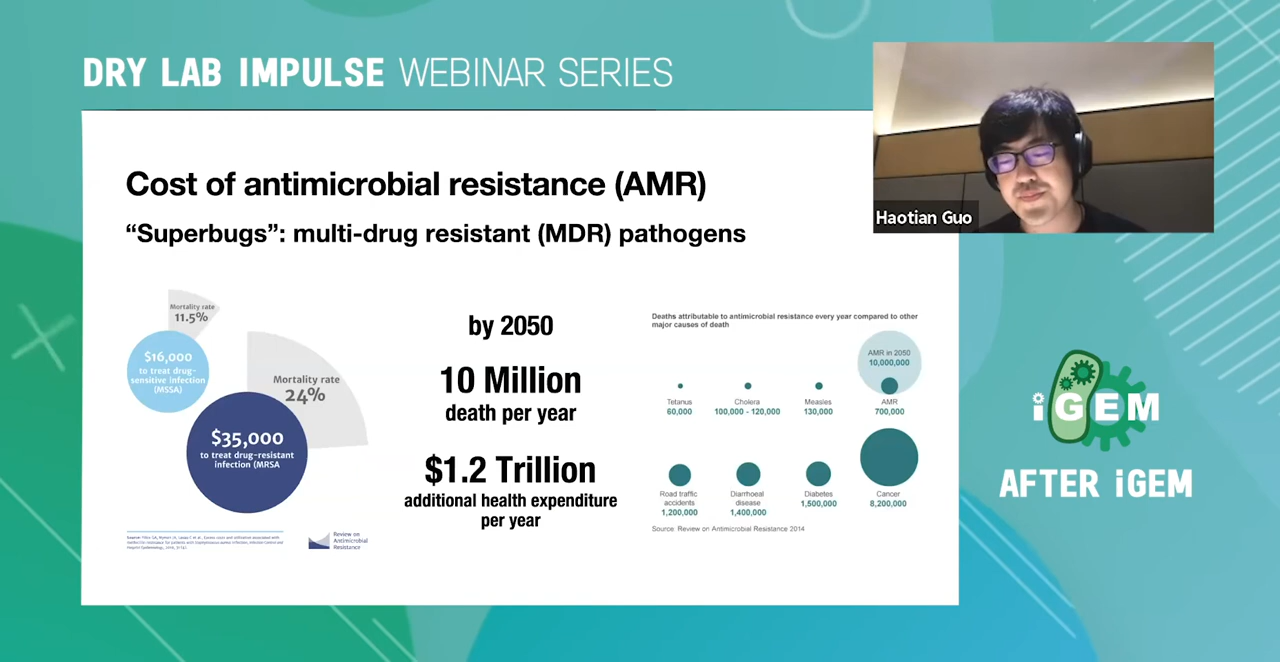 DRY LAB IMPULSE WEBINAR SERIES
Haotian Guo
Cost of antimicrobial resistance (AMR)
“Superbugs”: multi-drug resistant (MDR) pathogens
Mortality rate
11.5%
$16,000
to treat drug-
sensitive infection
(MSSA)
Mortality rate
24%
$35,000
to treat drug-resistant
infection (MRSA
Review on
Antimicrobial
Resistance
by 2050
10 Million
death per year
$1.2 Trillion
additional health expenditure
per year
Deaths attributable to antimicrobial resistance every year compared to other
major causes of death
AMR in 2050
10,000,000
Tetanus
60,000
Cholera
100,000 - 120,000
Measles
130,000
AMR
700,000
Road traffic
accidents
1,200,000
Diarrhoeal
disease
1,400,000
Diabetes
1,500,000
Cancer
8,200,000
Source: Review on Antimicrobial Resistance 2014
iGEM
AFTER iGEM